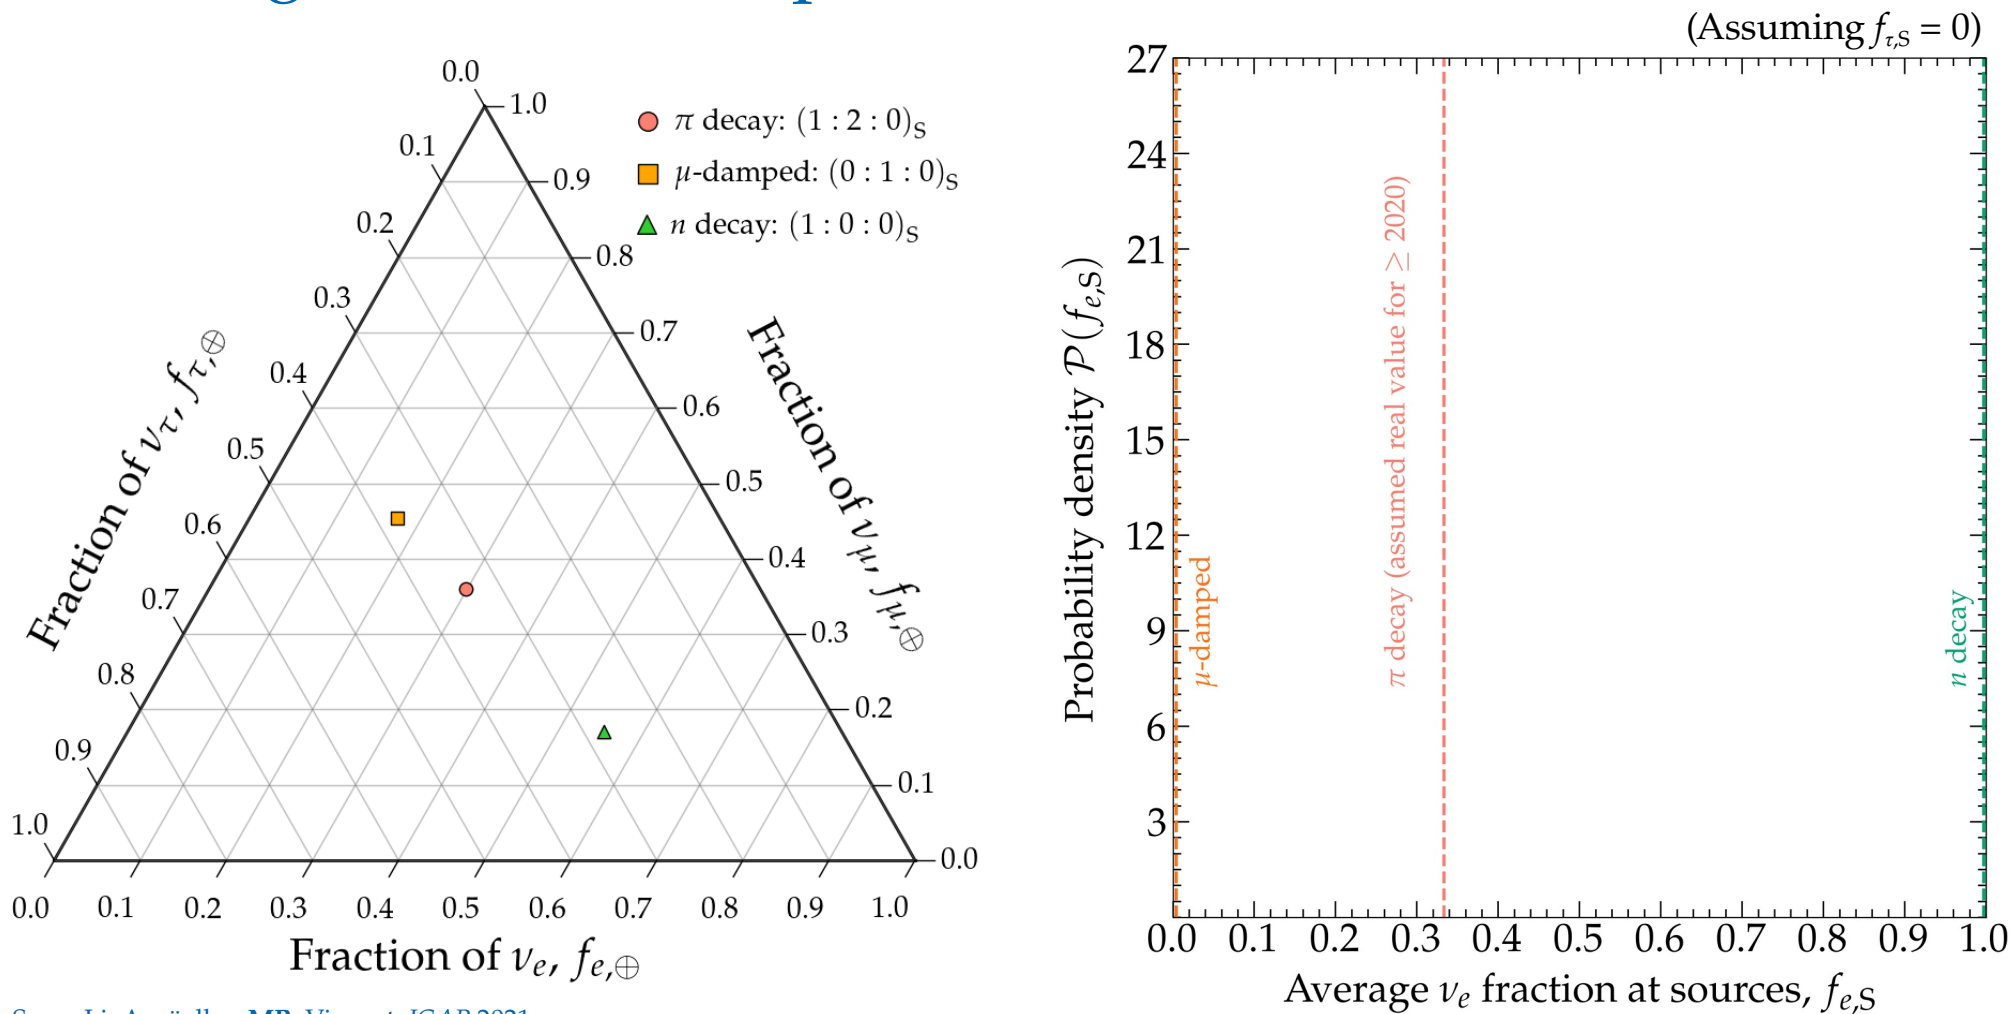 0.0
1.0
π decay: (1 : 2 : 0)S
μ-damped: (0 : 1 : 0)S
n decay: (1 : 0 : 0)S
0.1
0.2
0.3
0.4
0.5
0.6
0.7
0.8
0.9
1.0
0.9
0.8
0.7
0.6
0.5
0.4
0.3
0.2
0.1
0.0
Fraction of ντ, fτ,⊕
Fraction of νμ, fμ,⊕
0.0 0.1 0.2 0.3 0.4 0.5 0.6 0.7 0.8 0.9 1.0
Fraction of νe, fe,⊕
(Assuming fτ,S = 0)
27
24
21
18
15
12
9
6
3
Probability density P(fe,S)
μ-damped
π decay (assumed real value for ≥ 2020)
n decay
0.0 0.1 0.2 0.3 0.4 0.5 0.6 0.7 0.8 0.9 1.0
Average νe fraction at sources, fe,S